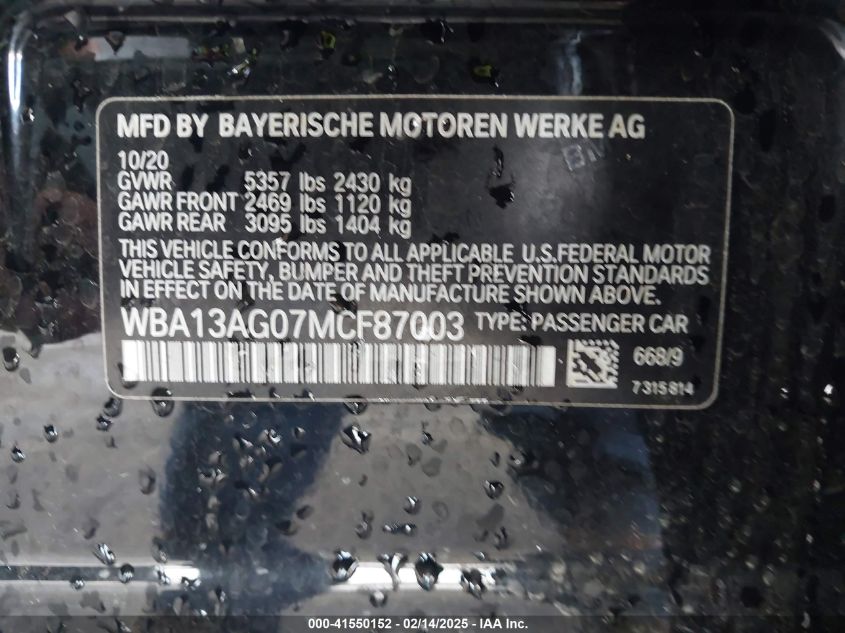 MFD BY BAYERISCHE MOTOREN WERKE AG
10/20
GVWR 5357 lbs 2430 kg
GAWR FRONT 2469 lbs 1120 kg
GAWR REAR 3095 lbs 1404 kg
THIS VEHICLE CONFORMS TO ALL APPLICABLE U.S.FEDERAL MOTOR
VEHICLE SAFETY, BUMPER AND THEFT PREVENTION STANDARDS
IN EFFECT ON THE DATE OF MANUFACTURE SHOWN ABOVE.
WBA13AG07MCF87003 TYPE: PASSENGER CAR
668/9
7315814
000-41550152 - 02/14/2025 - IAA Inc.